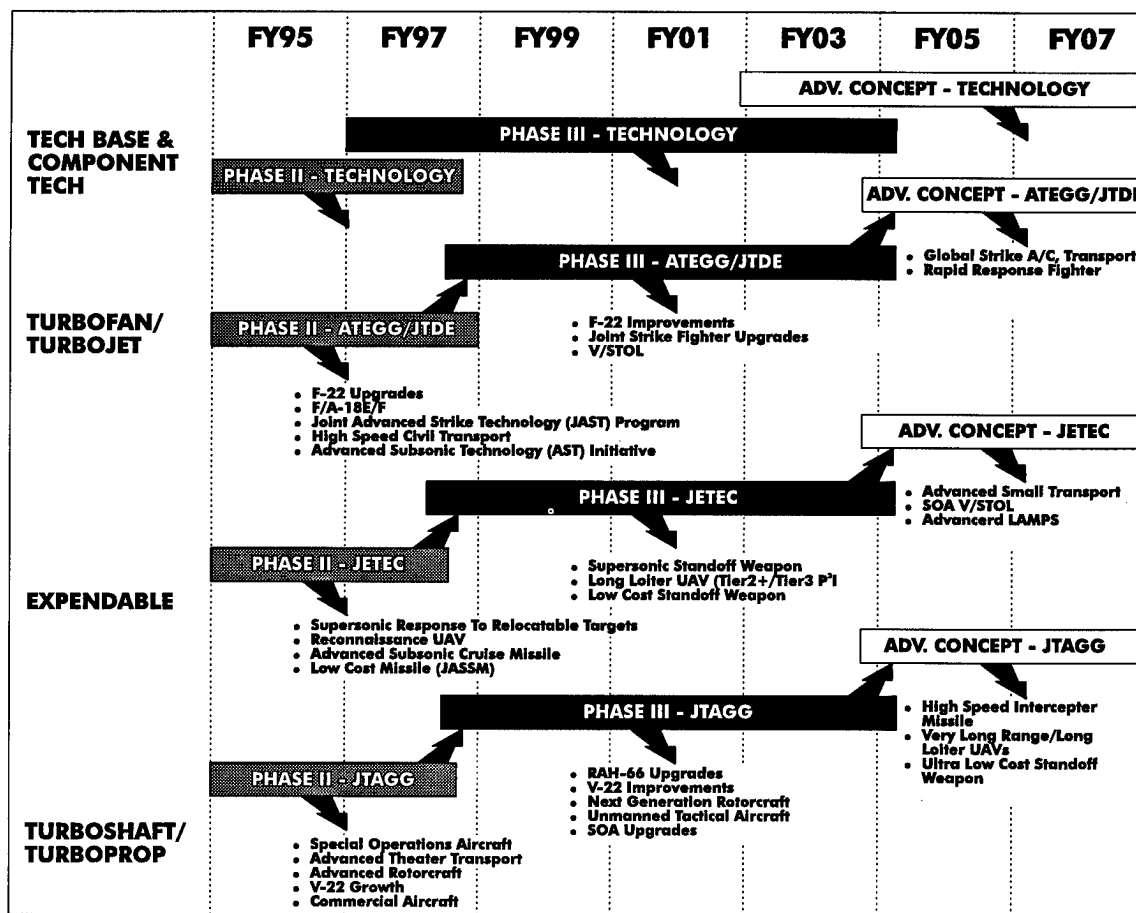 FY95 FY97 FY99 FY01 FY03 FY05 FY07
ADV. CONCEPT - TECHNOLOGY
TECH BASE &
COMPONENT
TECH
PHASE III - TECHNOLOGY
PHASE II - TECHNOLOGY
ADV. CONCEPT - ATEGG/JTDE
• Global Strike A/C, Transport
• Rapid Response Fighter
TURBOFAN/
TURBOJET
PHASE III - ATEGG/JTDE
• F-22 Improvements
• Joint Strike Fighter Upgrades
• V/STOL
PHASE II - ATEGG/JTDE
• F-22 Upgrades
• F/A-18E/F
• Joint Advanced Strike Technology (JAST) Program
• High Speed Civil Transport
• Advanced Subsonic Technology (AST) Initiative
ADV. CONCEPT - JETEC
• Advanced Small Transport
• SOA V/STOL
• Advancerd LAMPS
EXPENDABLE
PHASE III - JETEC
• Supersonic Standoff Weapon
• Long Loiter UAV (Tier2+/Tier3 P³I
• Low Cost Standoff Weapon
PHASE II - JETEC
• Supersonic Response To Relocatable Targets
• Reconnaissance UAV
• Advanced Subsonic Cruise Missile
• Low Cost Missile (JASSM)
ADV. CONCEPT - JTAGG
• High Speed Intercepter
Missile
• Very Long Range/Long
Loiter UAVs
• Ultra Low Cost Standoff
Weapon
TURBOSHAFT/
TURBOPROP
PHASE III - JTAGG
• RAH-66 Upgrades
• V-22 Improvements
• Next Generation Rotorcraft
• Unmanned Tactical Aircraft
• SOA Upgrades
PHASE II - JTAGG
• Special Operations Aircraft
• Advanced Theater Transport
• Advanced Rotorcraft
• V-22 Growth
• Commercial Aircraft